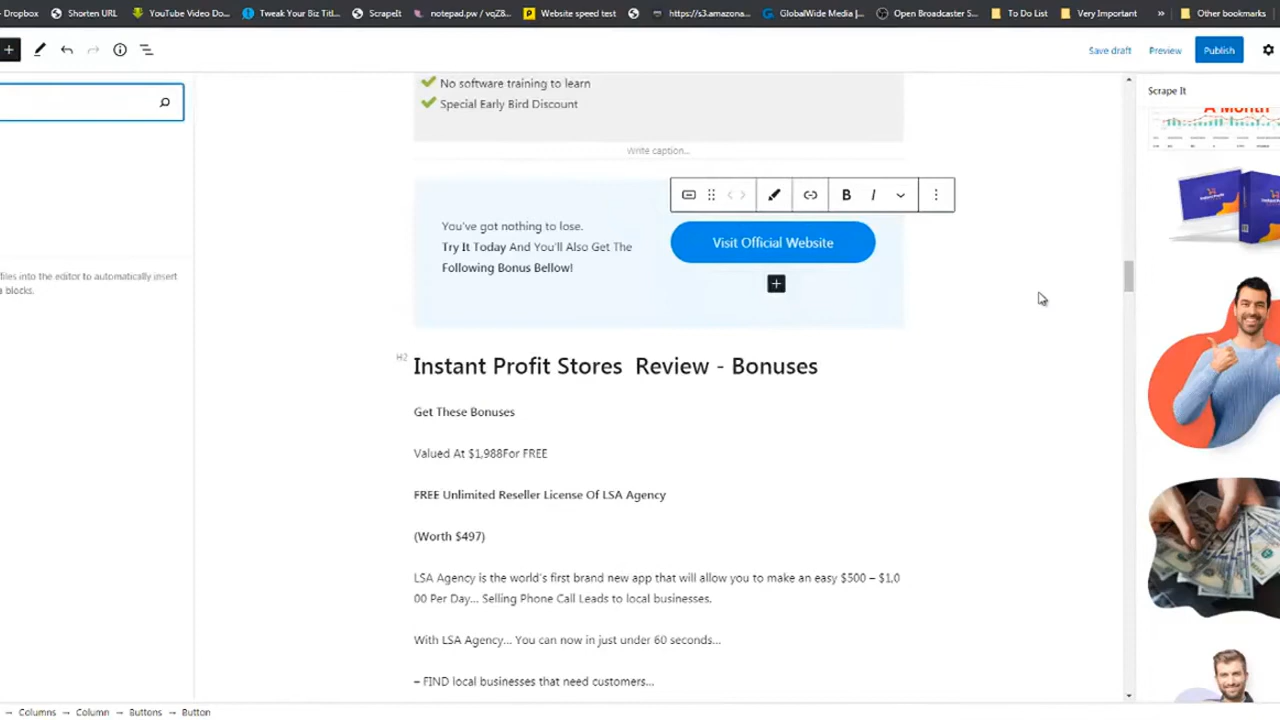 Dropbox
Shorten URL
YouTube Video Do...
Tweak Your Biz Titl...
ScrapeIt
notepad.pw / vqZ8...
Website speed test
https://s3.amazona...
GlobalWide Media |...
Open Broadcaster S...
To Do List
Very Important
»
Other bookmarks
Save draft
Preview
Publish
Scrape It
A Month
No software training to learn
Special Early Bird Discount
Write caption...
B I
You've got nothing to lose.
Try It Today And You'll Also Get The
Following Bonus Bellow!
Visit Official Website
files into the editor to automatically insert
blocks.
H2
Instant Profit Stores Review - Bonuses
Get These Bonuses
Valued At $1,988For FREE
FREE Unlimited Reseller License Of LSA Agency
(Worth $497)
LSA Agency is the world's first brand new app that will allow you to make an easy $500 – $1,0
00 Per Day... Selling Phone Call Leads to local businesses.
With LSA Agency... You can now in just under 60 seconds...
– FIND local businesses that need customers...
→ Columns → Column → Buttons → Button